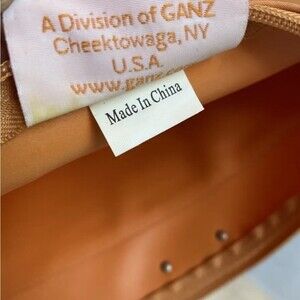 A Division of GANZ
Cheektowaga, NY
U.S.A.
www.ganz
Made In China